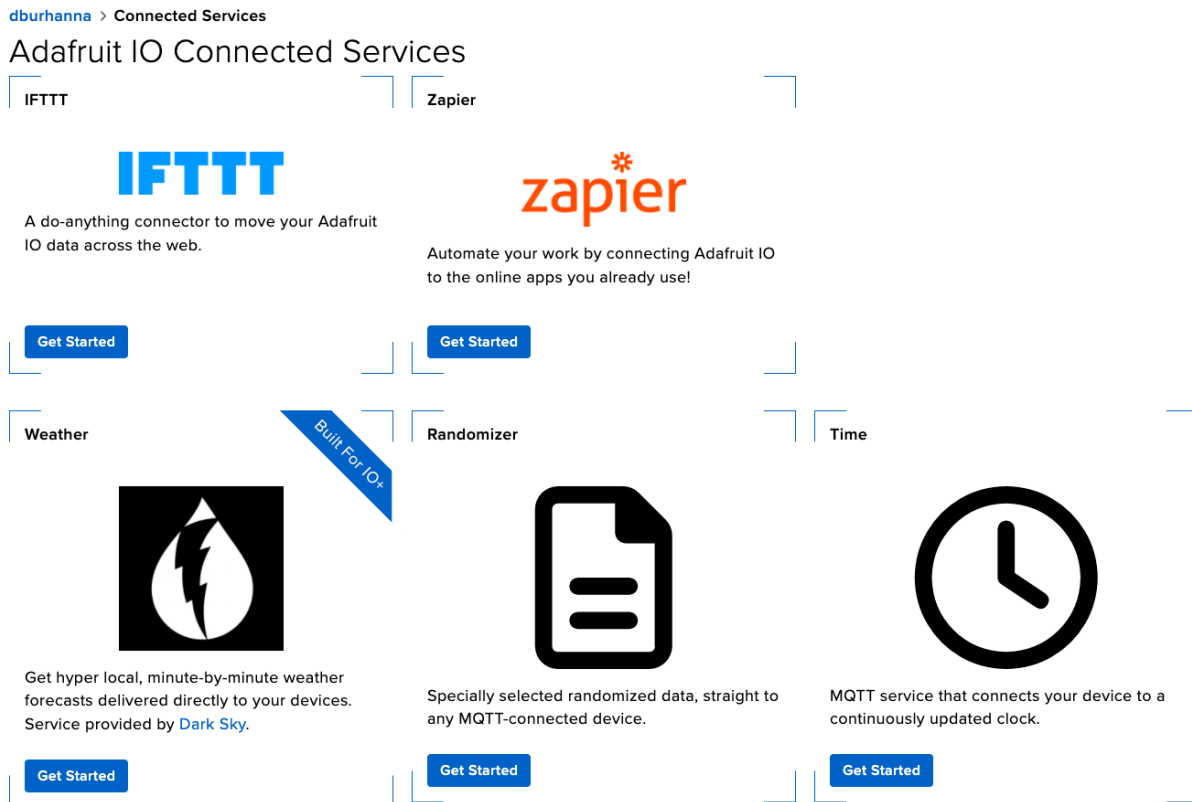 dburhanna > Connected Services
Adafruit IO Connected Services
IFTTT
IFTTT
A do-anything connector to move your Adafruit
IO data across the web.
Get Started
Zapier
zapier
Automate your work by connecting Adafruit IO
to the online apps you already use!
Get Started
Weather
Built For IO+
Get hyper local, minute-by-minute weather
forecasts delivered directly to your devices.
Service provided by Dark Sky.
Get Started
Randomizer
Specially selected randomized data, straight to
any MQTT-connected device.
Get Started
Time
MQTT service that connects your device to a
continuously updated clock.
Get Started